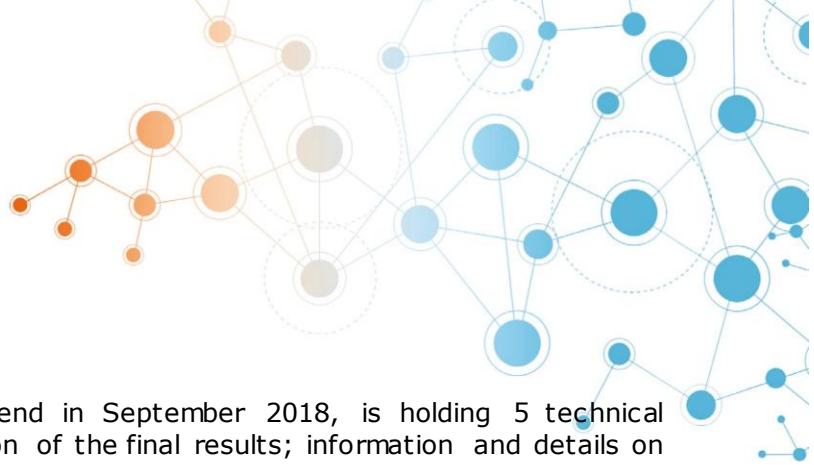 end in September 2018, is holding 5 technical
on of the final results; information and details on